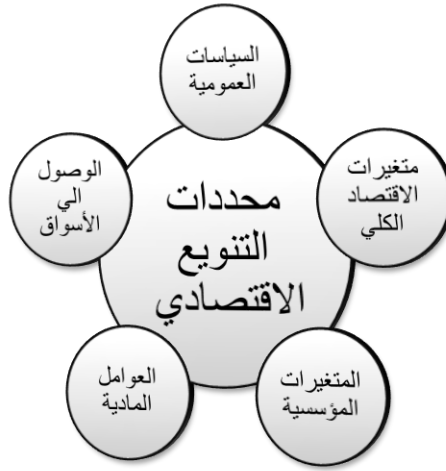 السياسات
العمومية
متغيرات
الاقتصاد
الكلي
المتغيرات
المؤسسية
العوامل
المادية
الوصول
الي
الأسواق
محددات
التنويع
الاقتصادي